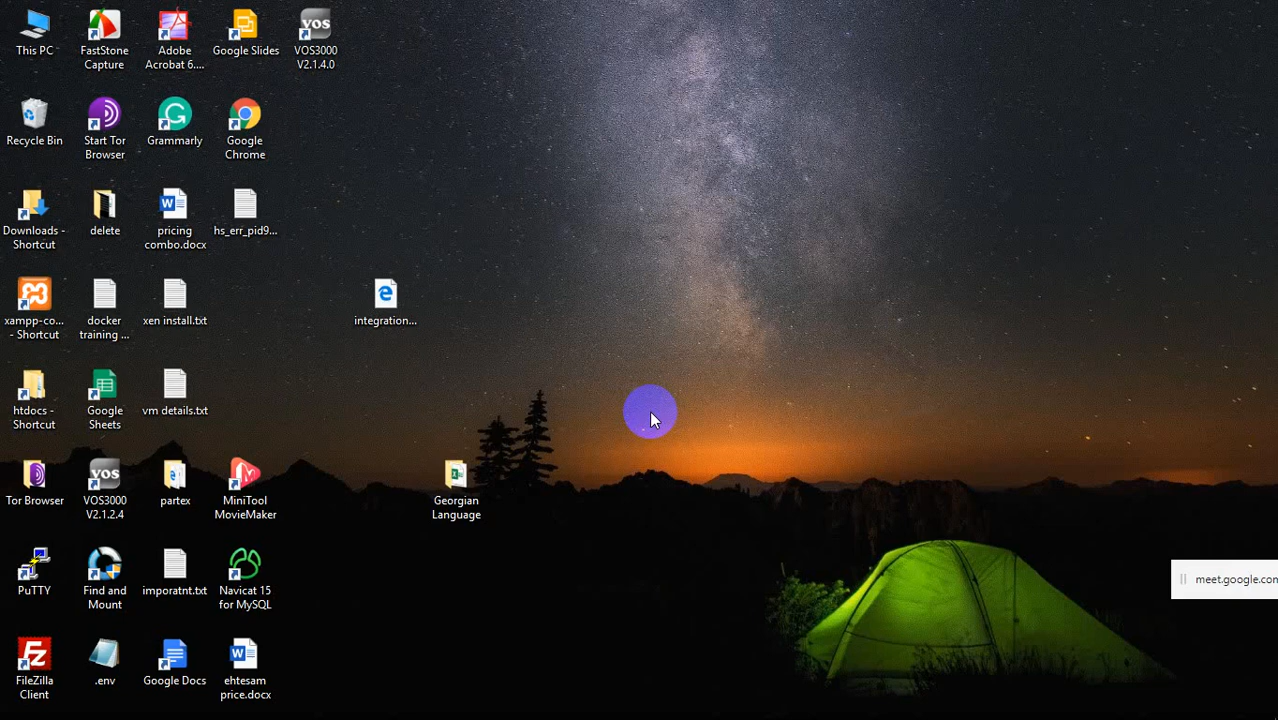 This PC
FastStone
Capture
Adobe
Acrobat 6....
Google Slides
vos
VOS3000
V2.1.4.0
Recycle Bin
Start Tor
Browser
Grammarly
Google
Chrome
Downloads -
Shortcut
delete
pricing
combo.docx
hs_err_pid9...
xampp-co...
- Shortcut
docker
training ...
xen install.txt
integration...
htdocs -
Shortcut
Google
Sheets
vm details.txt
Tor Browser
vos
VOS3000
V2.1.2.4
partex
MiniTool
MovieMaker
Georgian
Language
PuTTY
Find and
Mount
imporatnt.txt
Navicat 15
for MySQL
meet.google.com
FileZilla
Client
.env
Google Docs
ehtesam
price.docx